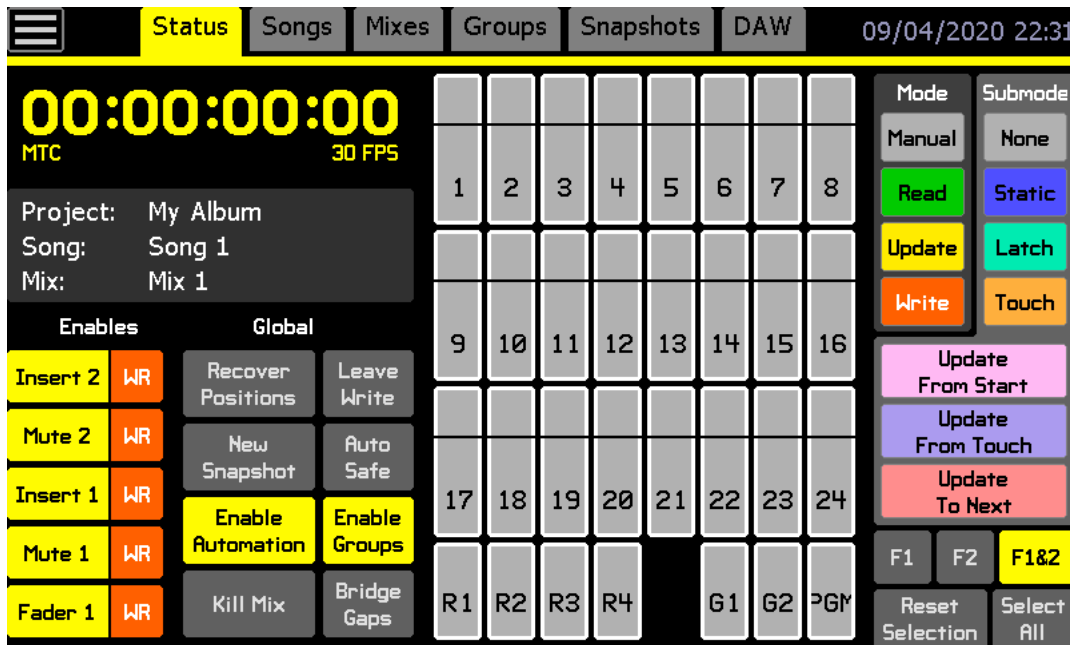 Status Songs Mixes Groups Snapshots DAW 09/04/2020 22:31
00:00:00:00
MTC 30 FPS
Project: My Album
Song: Song 1
Mix: Mix 1
Enables Global
Insert 2 WR
Mute 2 WR
Insert 1 WR
Mute 1 WR
Fader 1 WR
Recover
Positions
Leave
Write
New
Snapshot
Auto
Safe
Enable
Automation
Enable
Groups
Kill Mix
Bridge
Gaps
1 2 3 4 5 6 7 8
9 10 11 12 13 14 15 16
17 18 19 20 21 22 23 24
R1 R2 R3 R4 G1 G2 PGM
Mode Submode
Manual None
Read Static
Update Latch
Write Touch
Update
From Start
Update
From Touch
Update
To Next
F1 F2 F1&2
Reset
Selection
Select
All